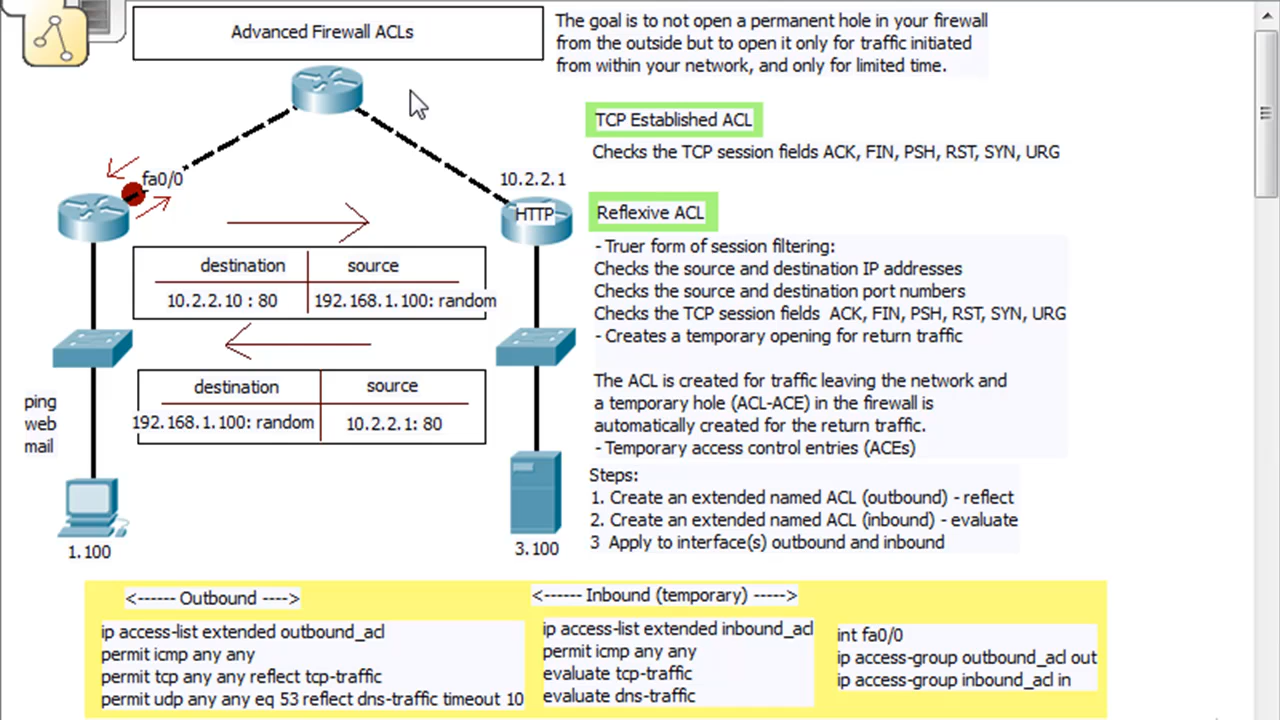 Advanced Firewall ACLs
The goal is to not open a permanent hole in your firewall
from the outside but to open it only for traffic initiated
from within your network, and only for limited time.
TCP Established ACL
Checks the TCP session fields ACK, FIN, PSH, RST, SYN, URG
fa0/0
10.2.2.1
HTTP
Reflexive ACL
- Truer form of session filtering:
Checks the source and destination IP addresses
Checks the source and destination port numbers
Checks the TCP session fields  ACK, FIN, PSH, RST, SYN, URG
- Creates a temporary opening for return traffic
The ACL is created for traffic leaving the network and
a temporary hole (ACL-ACE) in the firewall is
automatically created for the return traffic.
- Temporary access control entries (ACEs)
destination source
10.2.2.10 : 80 192.168.1.100: random
destination source
192.168.1.100: random 10.2.2.1: 80
ping
web
mail
1.100
3.100
Steps:
1. Create an extended named ACL (outbound) - reflect
2. Create an extended named ACL (inbound) - evaluate
3  Apply to interface(s) outbound and inbound
<------ Outbound ---->
ip access-list extended outbound_acl
permit icmp any any
permit tcp any any reflect tcp-traffic
permit udp any any eq 53 reflect dns-traffic timeout 10
<------ Inbound (temporary) ----->
ip access-list extended inbound_acl
permit icmp any any
evaluate tcp-traffic
evaluate dns-traffic
int fa0/0
ip access-group outbound_acl out
ip access-group inbound_acl in